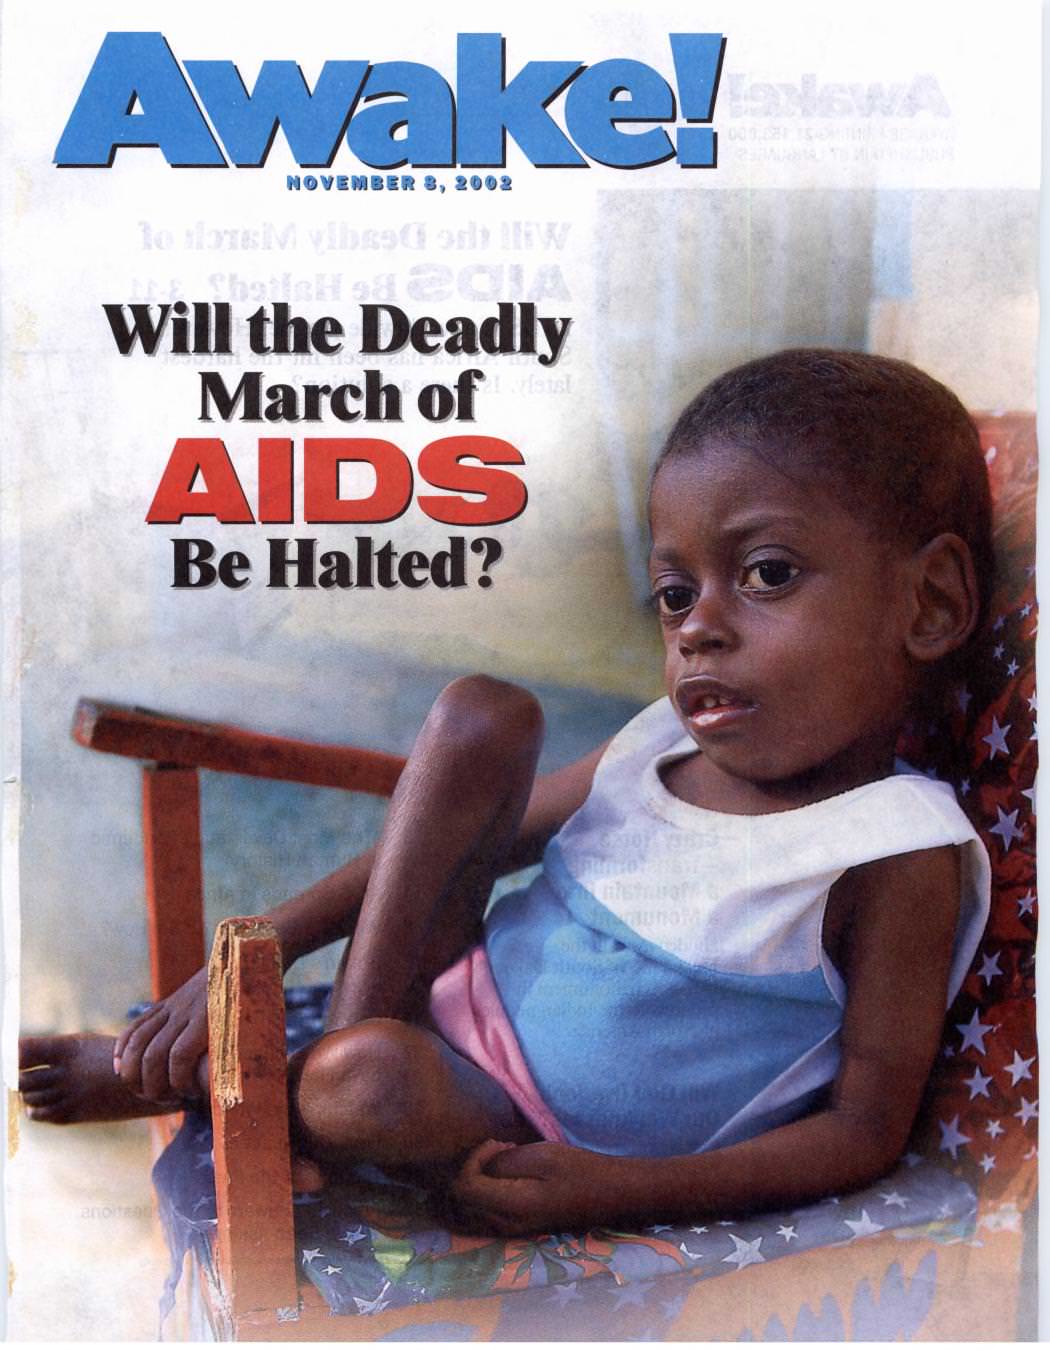 Awake!
NOVEMBER 8, 2002
Will the Deadly
March of
AIDS
Be Halted?